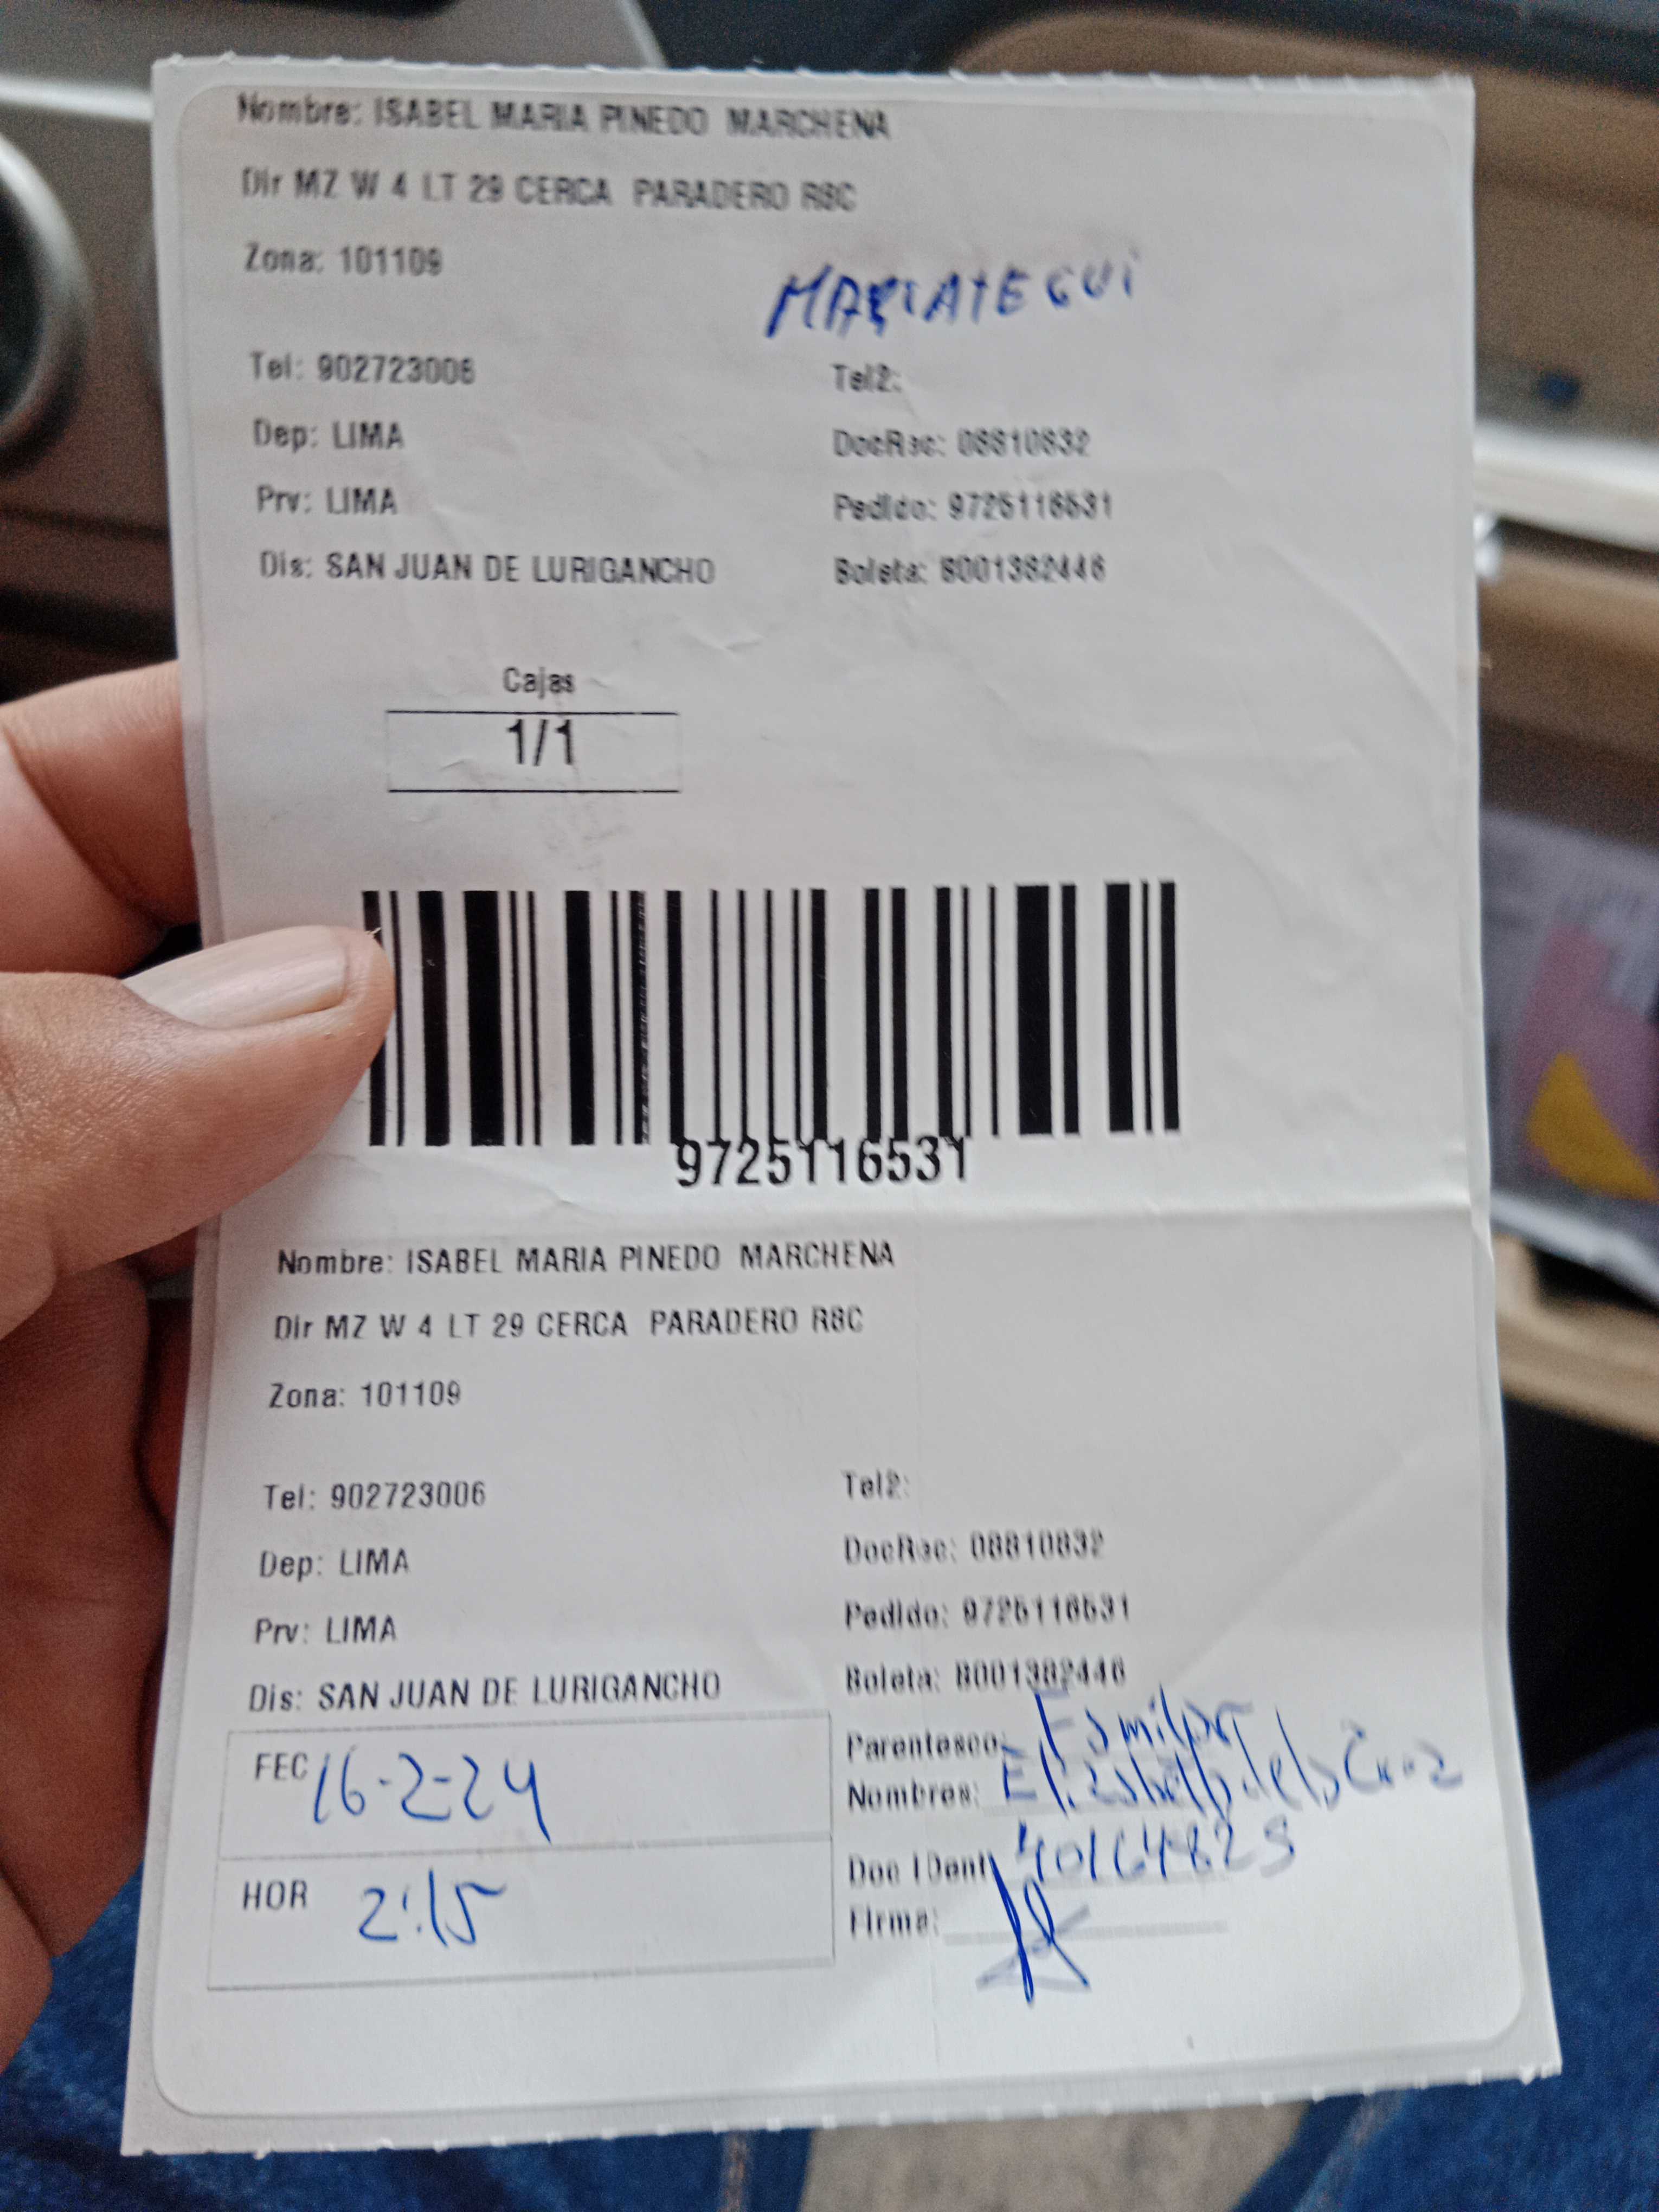 Nombre: ISABEL MARIA PINEDO MARCHENA
Dir MZ W 4 LT 29 CERCA PARADERO R8C
Zona: 101109
MARIATEGUI
Tel: 902723006
Tel2:
Dep: LIMA
DocRec: 08810832
Prv: LIMA
Pedido: 9725116531
Dis: SAN JUAN DE LURIGANCHO
Boleta: B001382446
Cajas
1/1
9725116531
Nombre: ISABEL MARIA PINEDO MARCHENA
Dir MZ W 4 LT 29 CERCA PARADERO R8C
Zona: 101109
Tel: 902723006
Tel2:
Dep: LIMA
DocRec: 08810832
Prv: LIMA
Pedido: 9725116531
Dis: SAN JUAN DE LURIGANCHO
Boleta: B001382446
FEC 16-2-24
Parentesco: Familiar
Nombres: Elizabeth de la Cruz
HOR 2:15
Doc IDent
Firma: